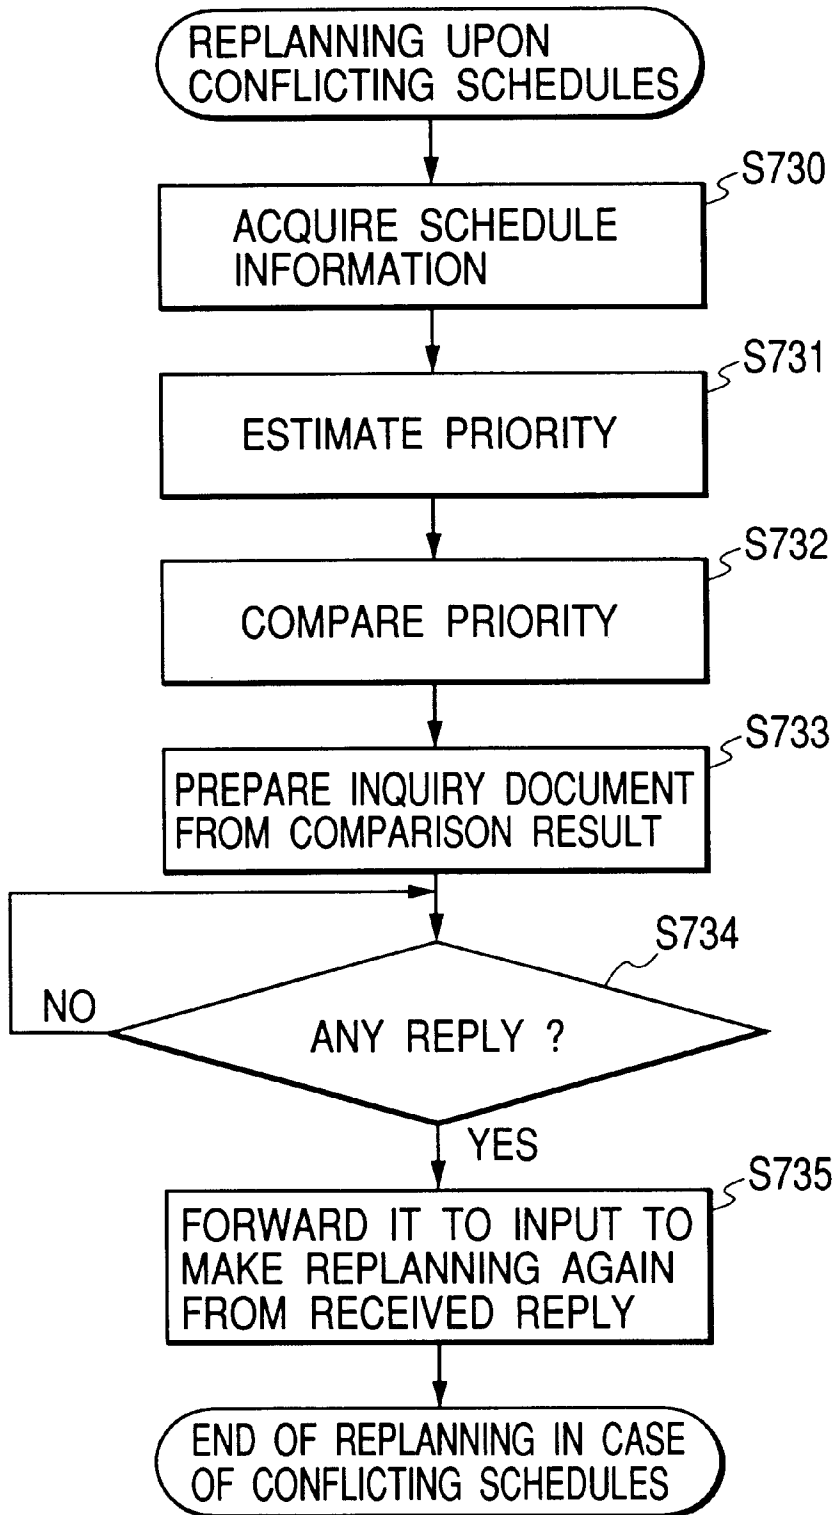 REPLANNING UPON
CONFLICTING SCHEDULES
S730
ACQUIRE SCHEDULE
INFORMATION
S731
ESTIMATE PRIORITY
S732
COMPARE PRIORITY
S733
PREPARE INQUIRY DOCUMENT
FROM COMPARISON RESULT
S734
NO
ANY REPLY ?
YES
S735
FORWARD IT TO INPUT TO
MAKE REPLANNING AGAIN
FROM RECEIVED REPLY
END OF REPLANNING IN CASE
OF CONFLICTING SCHEDULES